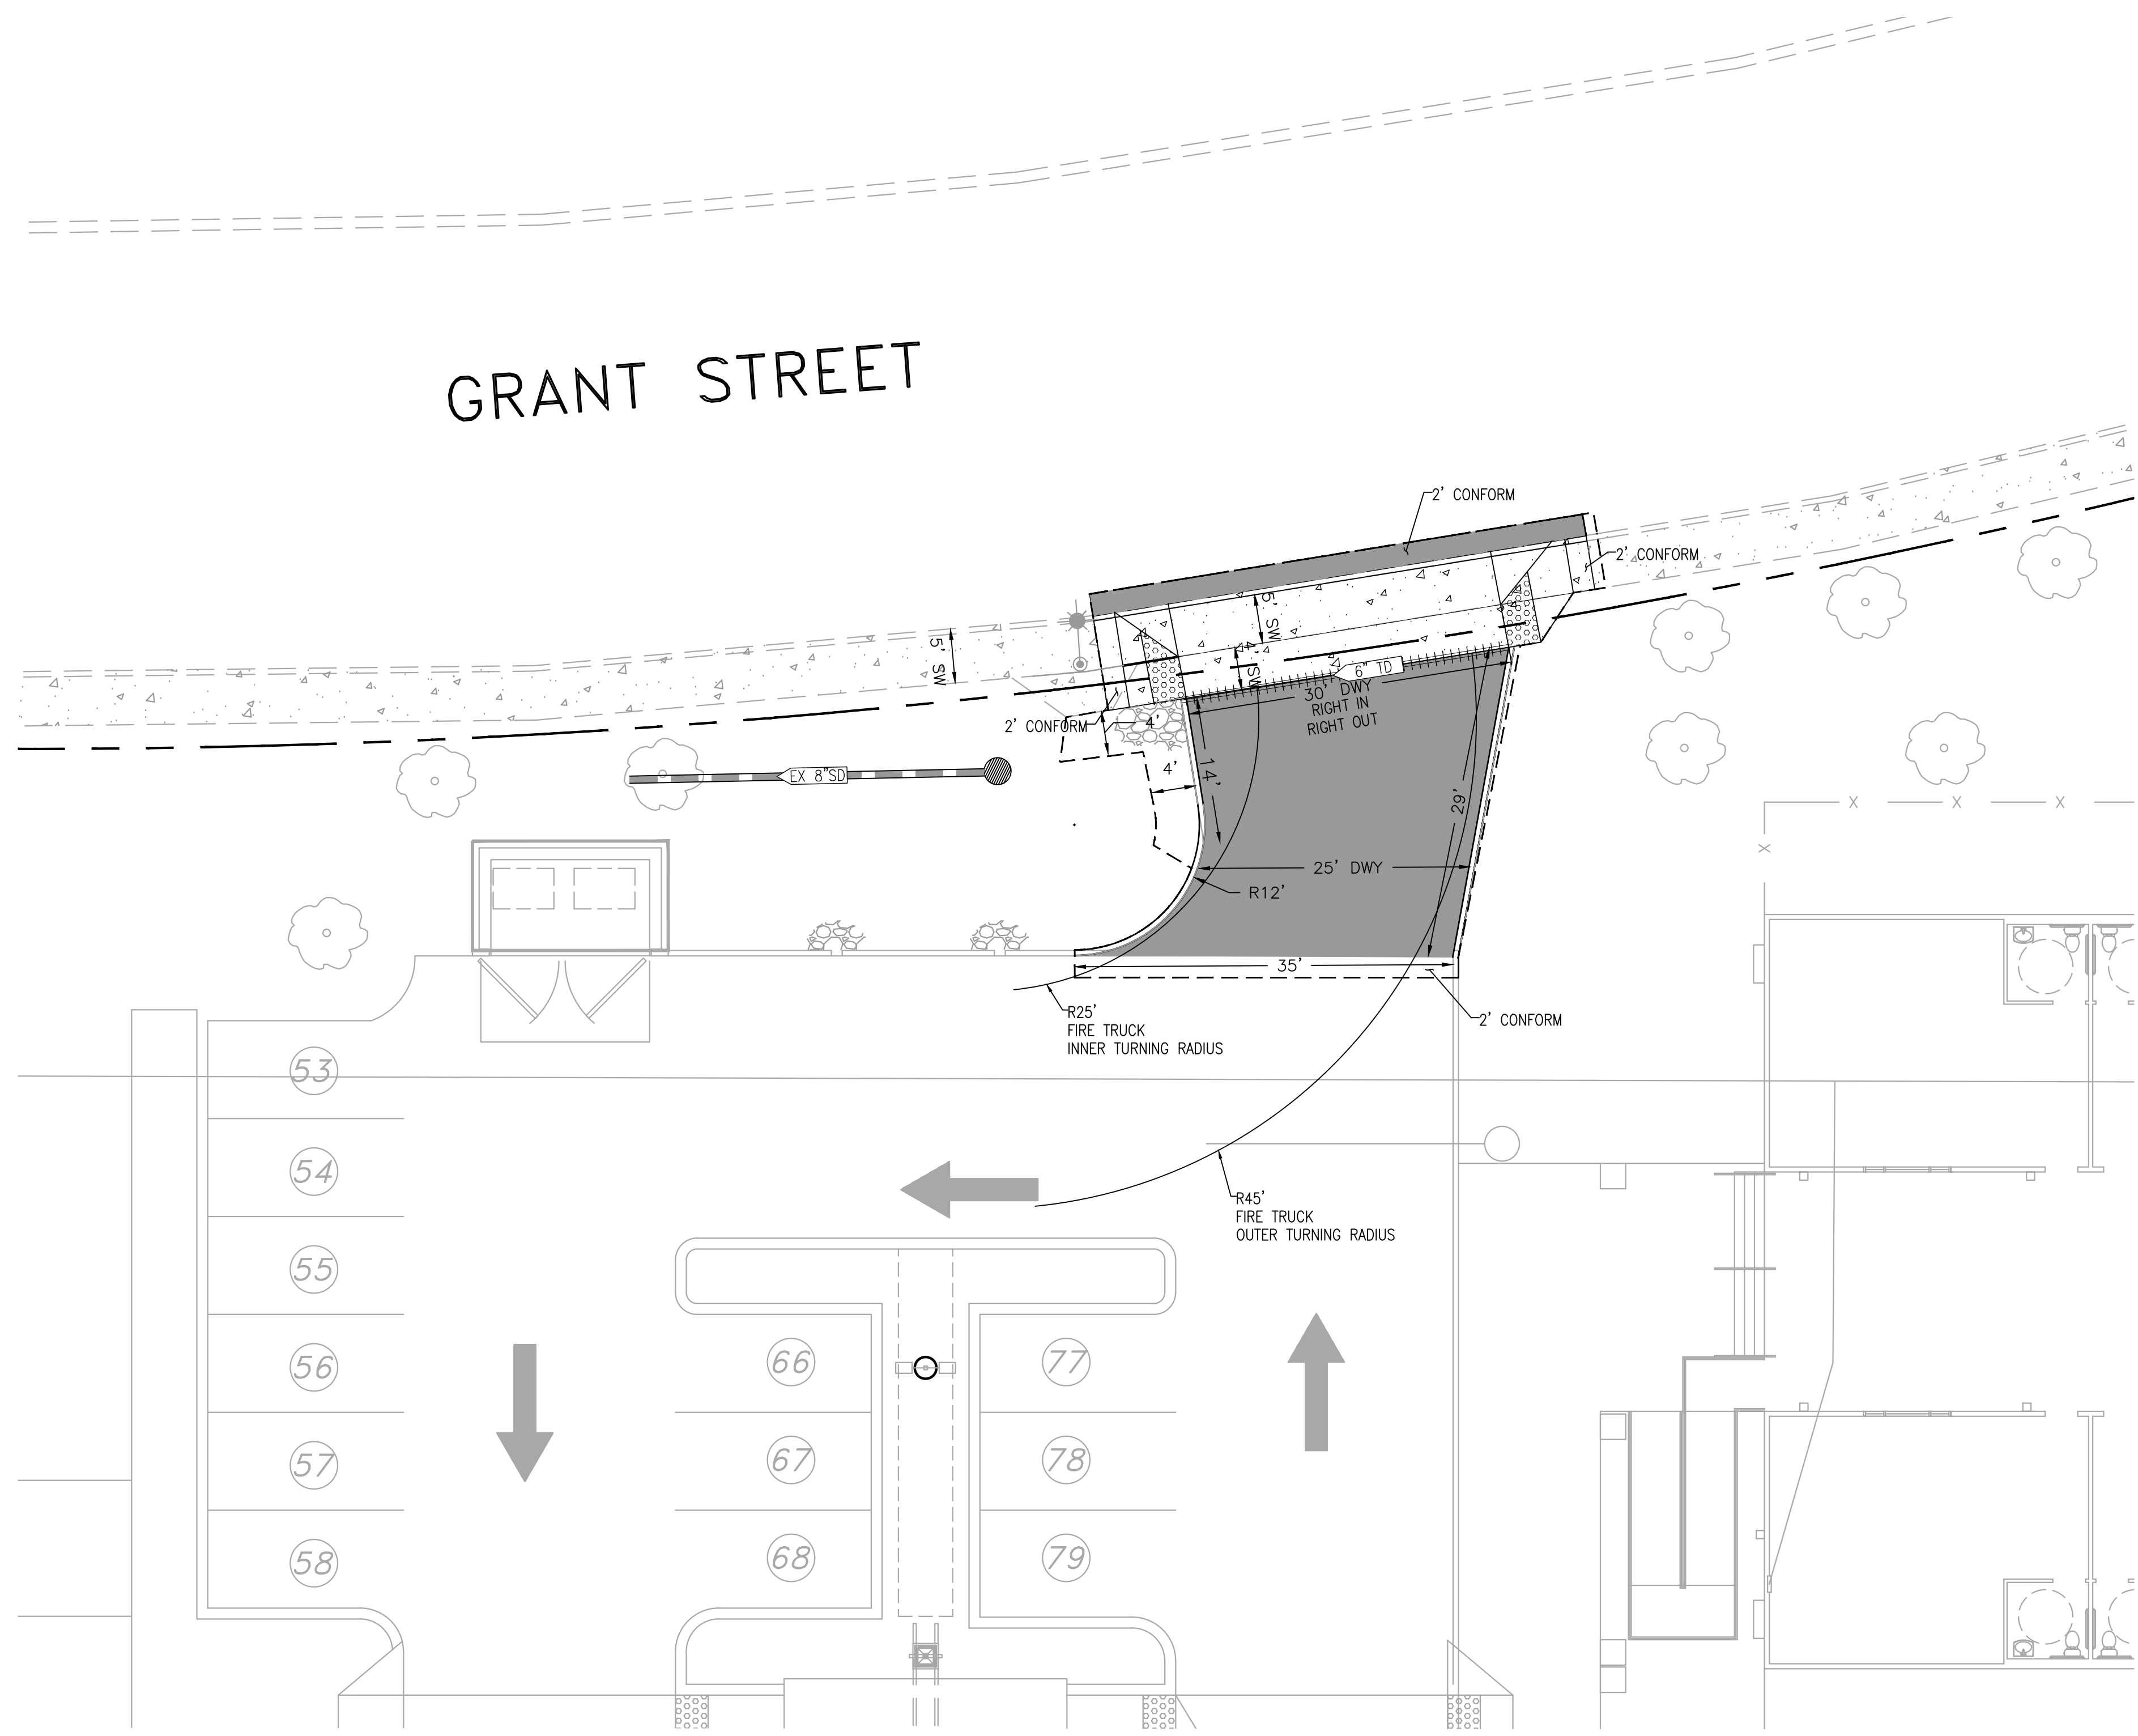 GRANT STREET
2' CONFORM
2' CONFORM
5' SW
5' SW
4' SW
6" TD
30' DWY
RIGHT IN
RIGHT OUT
2' CONFORM
4'
EX 8"SD
4'
14'
29'
25' DWY
R12'
35'
R25'
FIRE TRUCK
INNER TURNING RADIUS
2' CONFORM
R45'
FIRE TRUCK
OUTER TURNING RADIUS
X X X
X
53
54
55
56
57
58
66
67
68
77
78
79